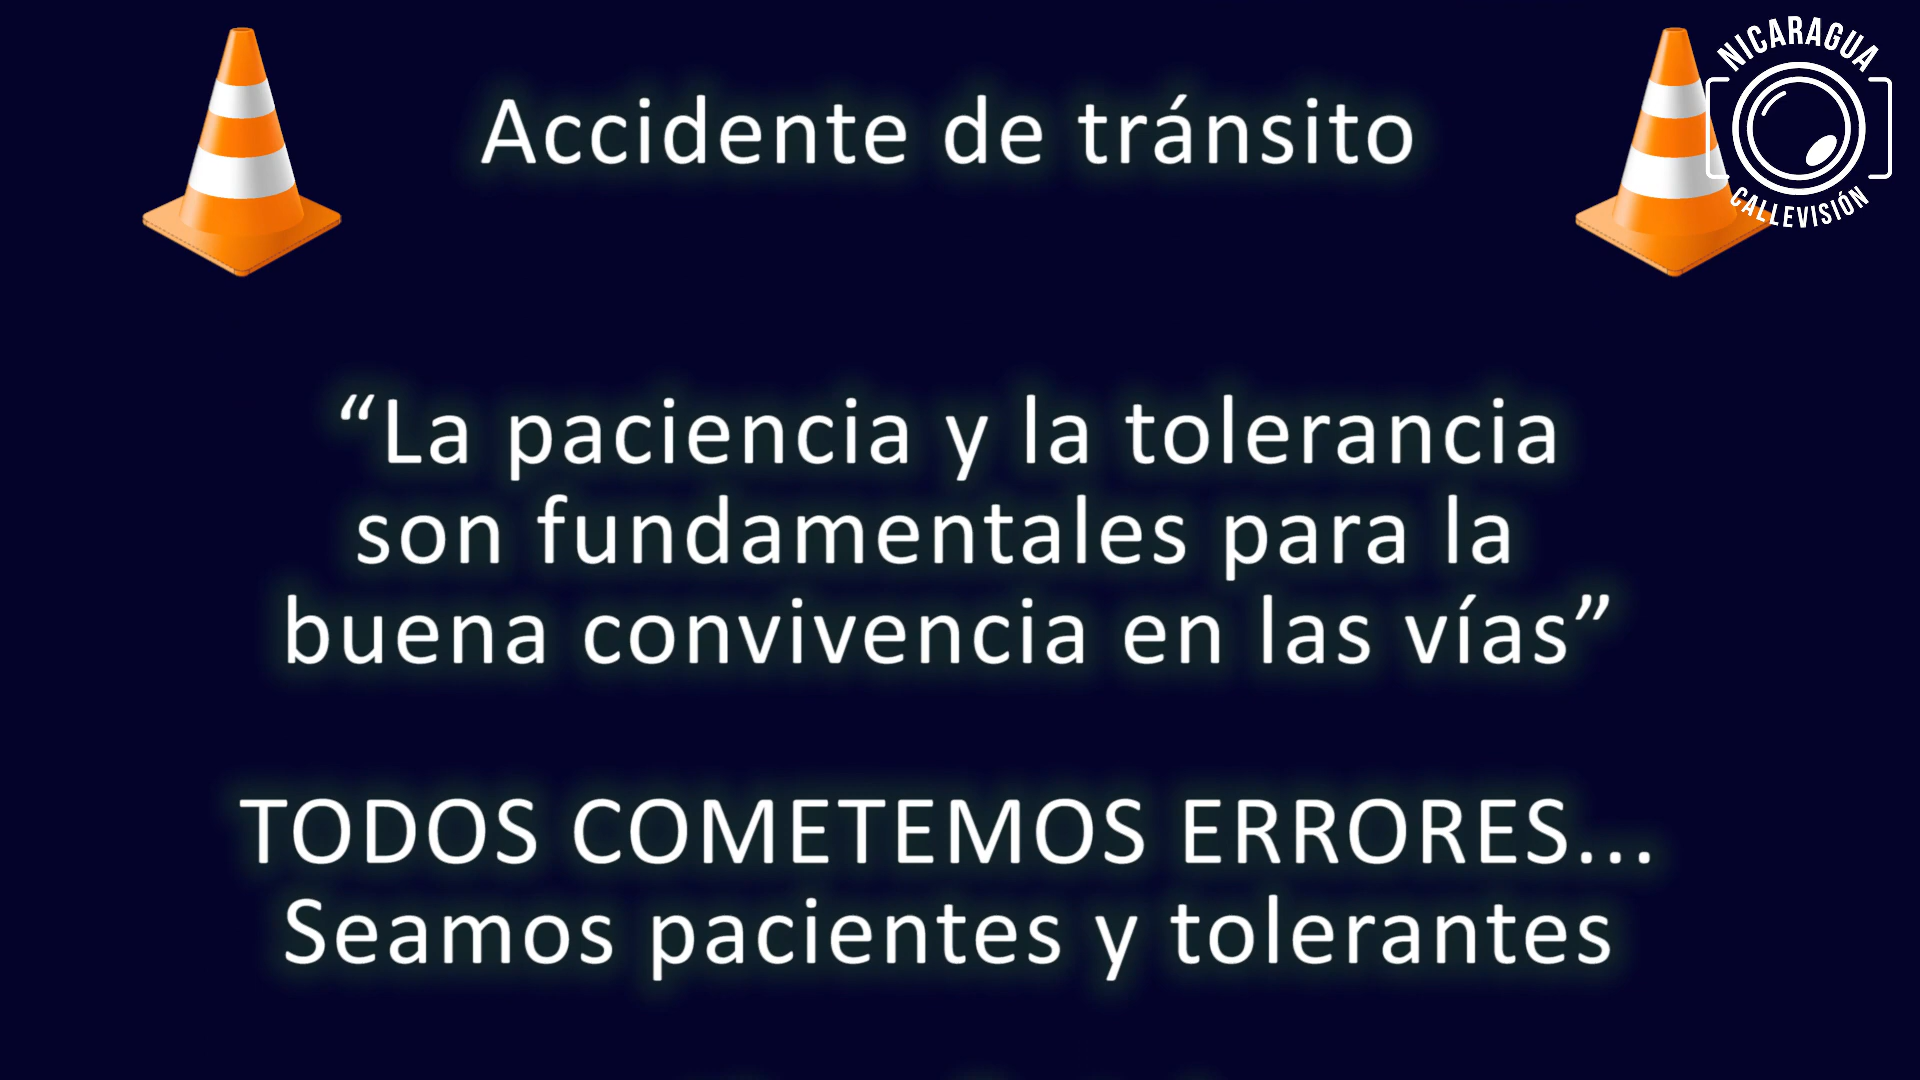 NICARAGUA
CALLEVISIÓN
Accidente de tránsito
“La paciencia y la tolerancia
son fundamentales para la
buena convivencia en las vías”
TODOS COMETEMOS ERRORES...
Seamos pacientes y tolerantes